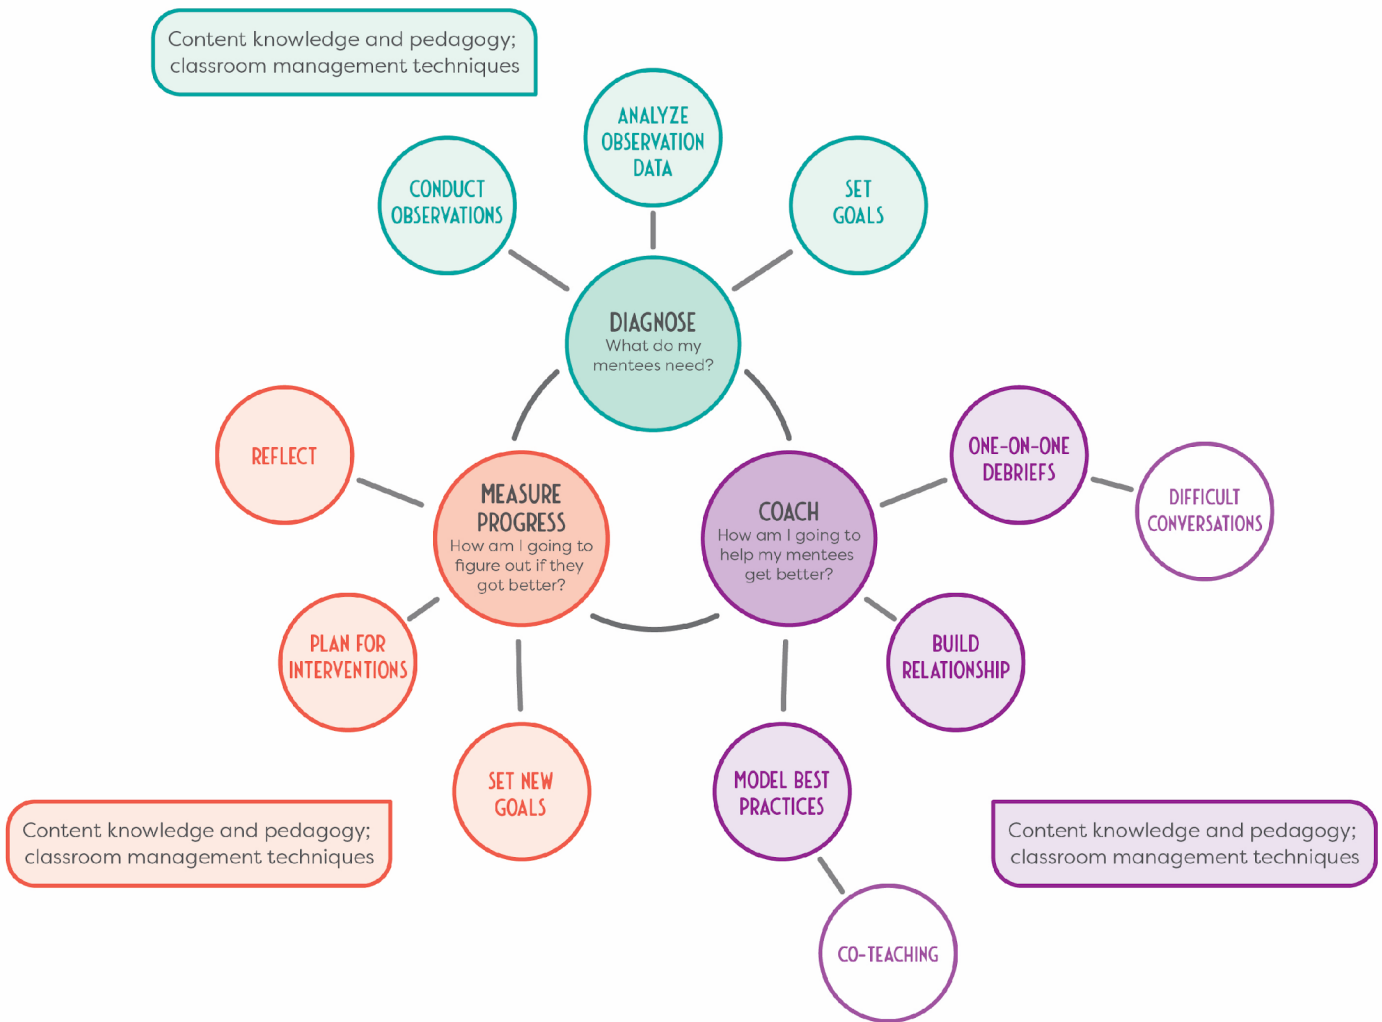 Content knowledge and pedagogy;
classroom management techniques
ANALYZE
OBSERVATION
DATA
CONDUCT
OBSERVATIONS
SET
GOALS
DIAGNOSE
What do my
mentees need?
REFLECT
MEASURE
PROGRESS
How am I going to
figure out if they
got better?
COACH
How am I going to
help my mentees
get better?
ONE-ON-ONE
DEBRIEFS
DIFFICULT
CONVERSATIONS
PLAN FOR
INTERVENTIONS
BUILD
RELATIONSHIP
SET NEW
GOALS
MODEL BEST
PRACTICES
Content knowledge and pedagogy;
classroom management techniques
Content knowledge and pedagogy;
classroom management techniques
CO-TEACHING